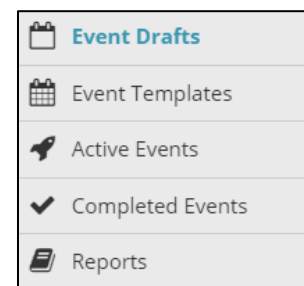 Event Drafts
Event Templates
Active Events
Completed Events
Reports